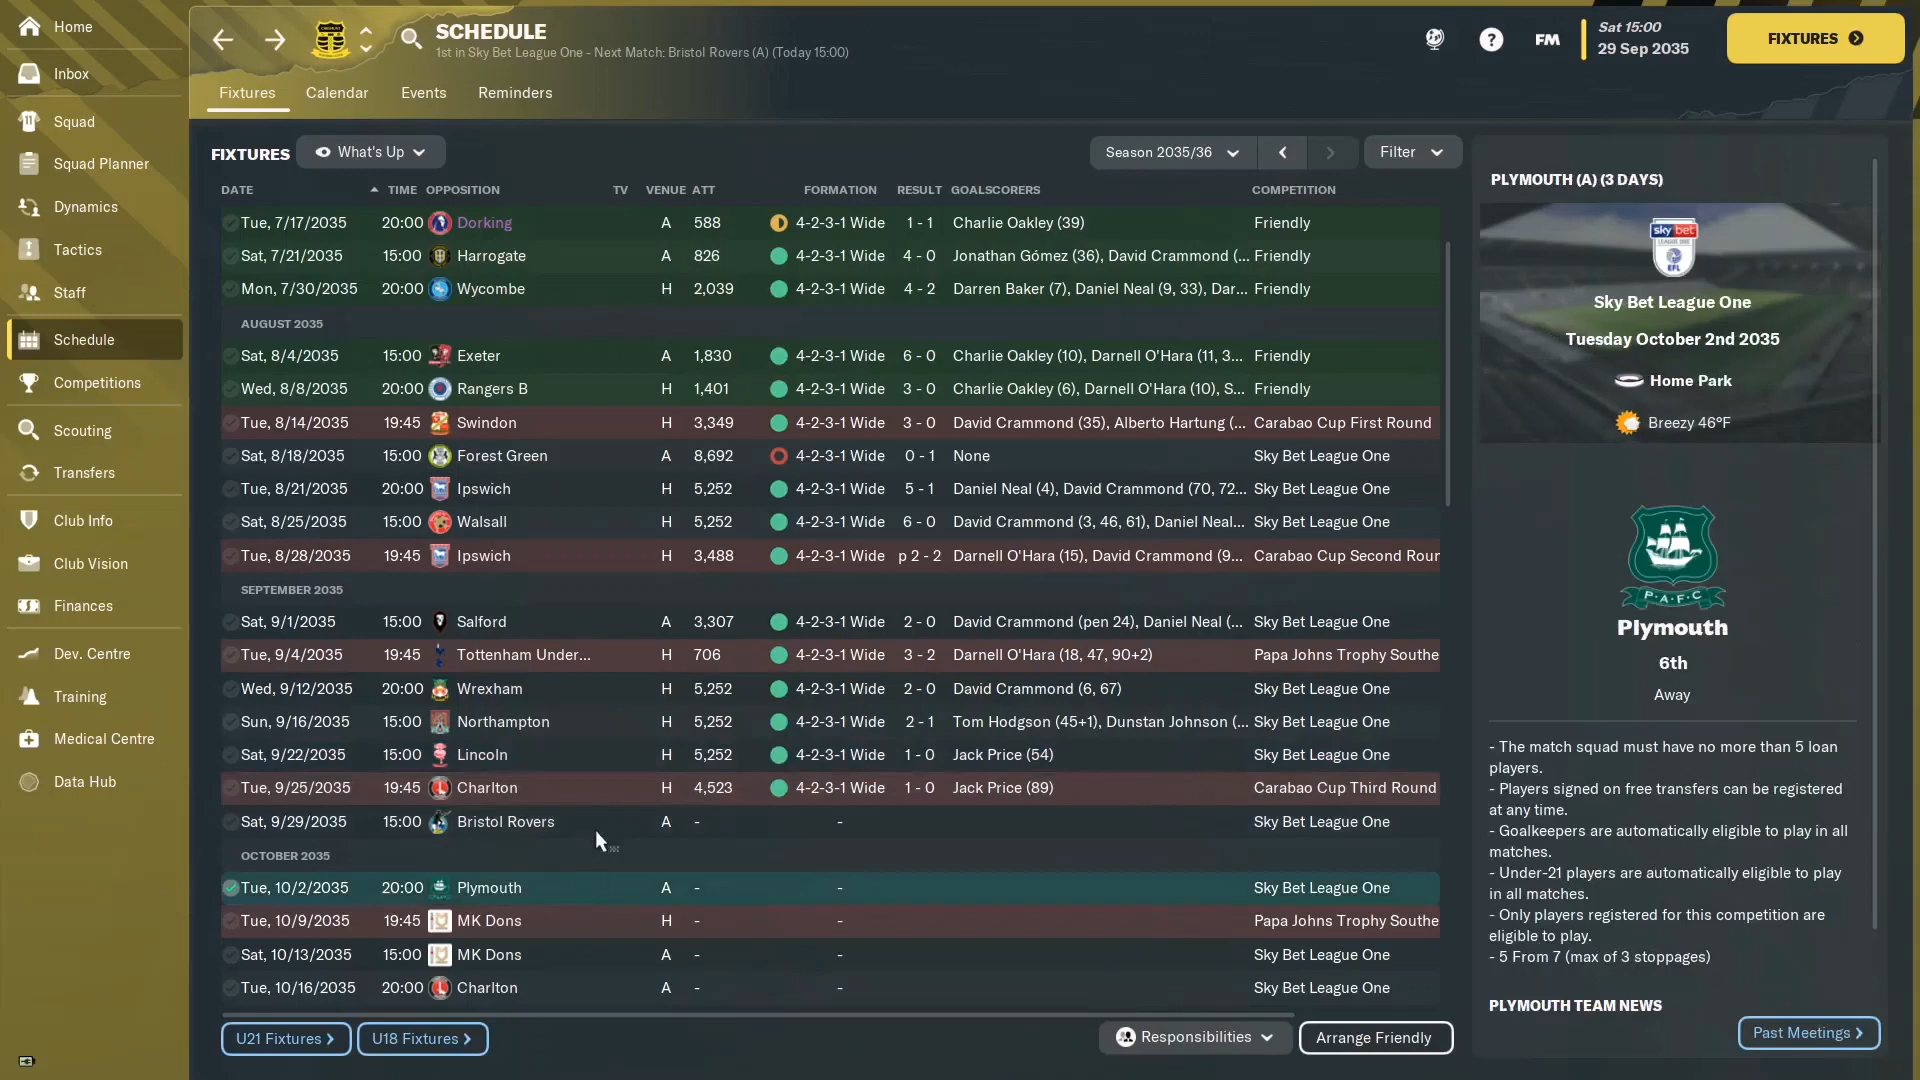 Home
Inbox
Squad
Squad Planner
Dynamics
Tactics
Staff
Schedule
Competitions
Scouting
Transfers
Club Info
Club Vision
Finances
Dev. Centre
Training
Medical Centre
Data Hub
SCHEDULE
1st in Sky Bet League One - Next Match: Bristol Rovers (A) (Today 15:00)
FM
Sat 15:00
29 Sep 2035
FIXTURES
Fixtures Calendar Events Reminders
FIXTURES What's Up Season 2035/36 Filter
DATE TIME OPPOSITION TV VENUE ATT FORMATION RESULT GOALSCORERS COMPETITION
Tue, 7/17/2035 20:00 Dorking A 588 4-2-3-1 Wide 1 - 1 Charlie Oakley (39) Friendly
Sat, 7/21/2035 15:00 Harrogate A 826 4-2-3-1 Wide 4 - 0 Jonathan Gómez (36), David Crammond (... Friendly
Mon, 7/30/2035 20:00 Wycombe H 2,039 4-2-3-1 Wide 4 - 2 Darren Baker (7), Daniel Neal (9, 33), Dar... Friendly
AUGUST 2035
Sat, 8/4/2035 15:00 Exeter A 1,830 4-2-3-1 Wide 6 - 0 Charlie Oakley (10), Darnell O'Hara (11, 3... Friendly
Wed, 8/8/2035 20:00 Rangers B H 1,401 4-2-3-1 Wide 3 - 0 Charlie Oakley (6), Darnell O'Hara (10), S... Friendly
Tue, 8/14/2035 19:45 Swindon H 3,349 4-2-3-1 Wide 3 - 0 David Crammond (35), Alberto Hartung (... Carabao Cup First Round
Sat, 8/18/2035 15:00 Forest Green A 8,692 4-2-3-1 Wide 0 - 1 None Sky Bet League One
Tue, 8/21/2035 20:00 Ipswich H 5,252 4-2-3-1 Wide 5 - 1 Daniel Neal (4), David Crammond (70, 72... Sky Bet League One
Sat, 8/25/2035 15:00 Walsall H 5,252 4-2-3-1 Wide 6 - 0 David Crammond (3, 46, 61), Daniel Neal... Sky Bet League One
Tue, 8/28/2035 19:45 Ipswich H 3,488 4-2-3-1 Wide p 2 - 2 Darnell O'Hara (15), David Crammond (9... Carabao Cup Second Roun
SEPTEMBER 2035
Sat, 9/1/2035 15:00 Salford A 3,307 4-2-3-1 Wide 2 - 0 David Crammond (pen 24), Daniel Neal (... Sky Bet League One
Tue, 9/4/2035 19:45 Tottenham Under... H 706 4-2-3-1 Wide 3 - 2 Darnell O'Hara (18, 47, 90+2) Papa Johns Trophy Southe
Wed, 9/12/2035 20:00 Wrexham H 5,252 4-2-3-1 Wide 2 - 0 David Crammond (6, 67) Sky Bet League One
Sun, 9/16/2035 15:00 Northampton H 5,252 4-2-3-1 Wide 2 - 1 Tom Hodgson (45+1), Dunstan Johnson (... Sky Bet League One
Sat, 9/22/2035 15:00 Lincoln H 5,252 4-2-3-1 Wide 1 - 0 Jack Price (54) Sky Bet League One
Tue, 9/25/2035 19:45 Charlton H 4,523 4-2-3-1 Wide 1 - 0 Jack Price (89) Carabao Cup Third Round
Sat, 9/29/2035 15:00 Bristol Rovers A - - Sky Bet League One
OCTOBER 2035
Tue, 10/2/2035 20:00 Plymouth A - - Sky Bet League One
Tue, 10/9/2035 19:45 MK Dons H - - Papa Johns Trophy Southe
Sat, 10/13/2035 15:00 MK Dons A - - Sky Bet League One
Tue, 10/16/2035 20:00 Charlton A - - Sky Bet League One
U21 Fixtures U18 Fixtures Responsibilities Arrange Friendly
PLYMOUTH (A) (3 DAYS)
sky bet
LEAGUE ONE
EFL
Sky Bet League One
Tuesday October 2nd 2035
Home Park
Breezy 46°F
P·A·F·C
Plymouth
6th
Away
- The match squad must have no more than 5 loan
players.
- Players signed on free transfers can be registered
at any time.
- Goalkeepers are automatically eligible to play in all
matches.
- Under-21 players are automatically eligible to play
in all matches.
- Only players registered for this competition are
eligible to play.
- 5 From 7 (max of 3 stoppages)
PLYMOUTH TEAM NEWS
Past Meetings